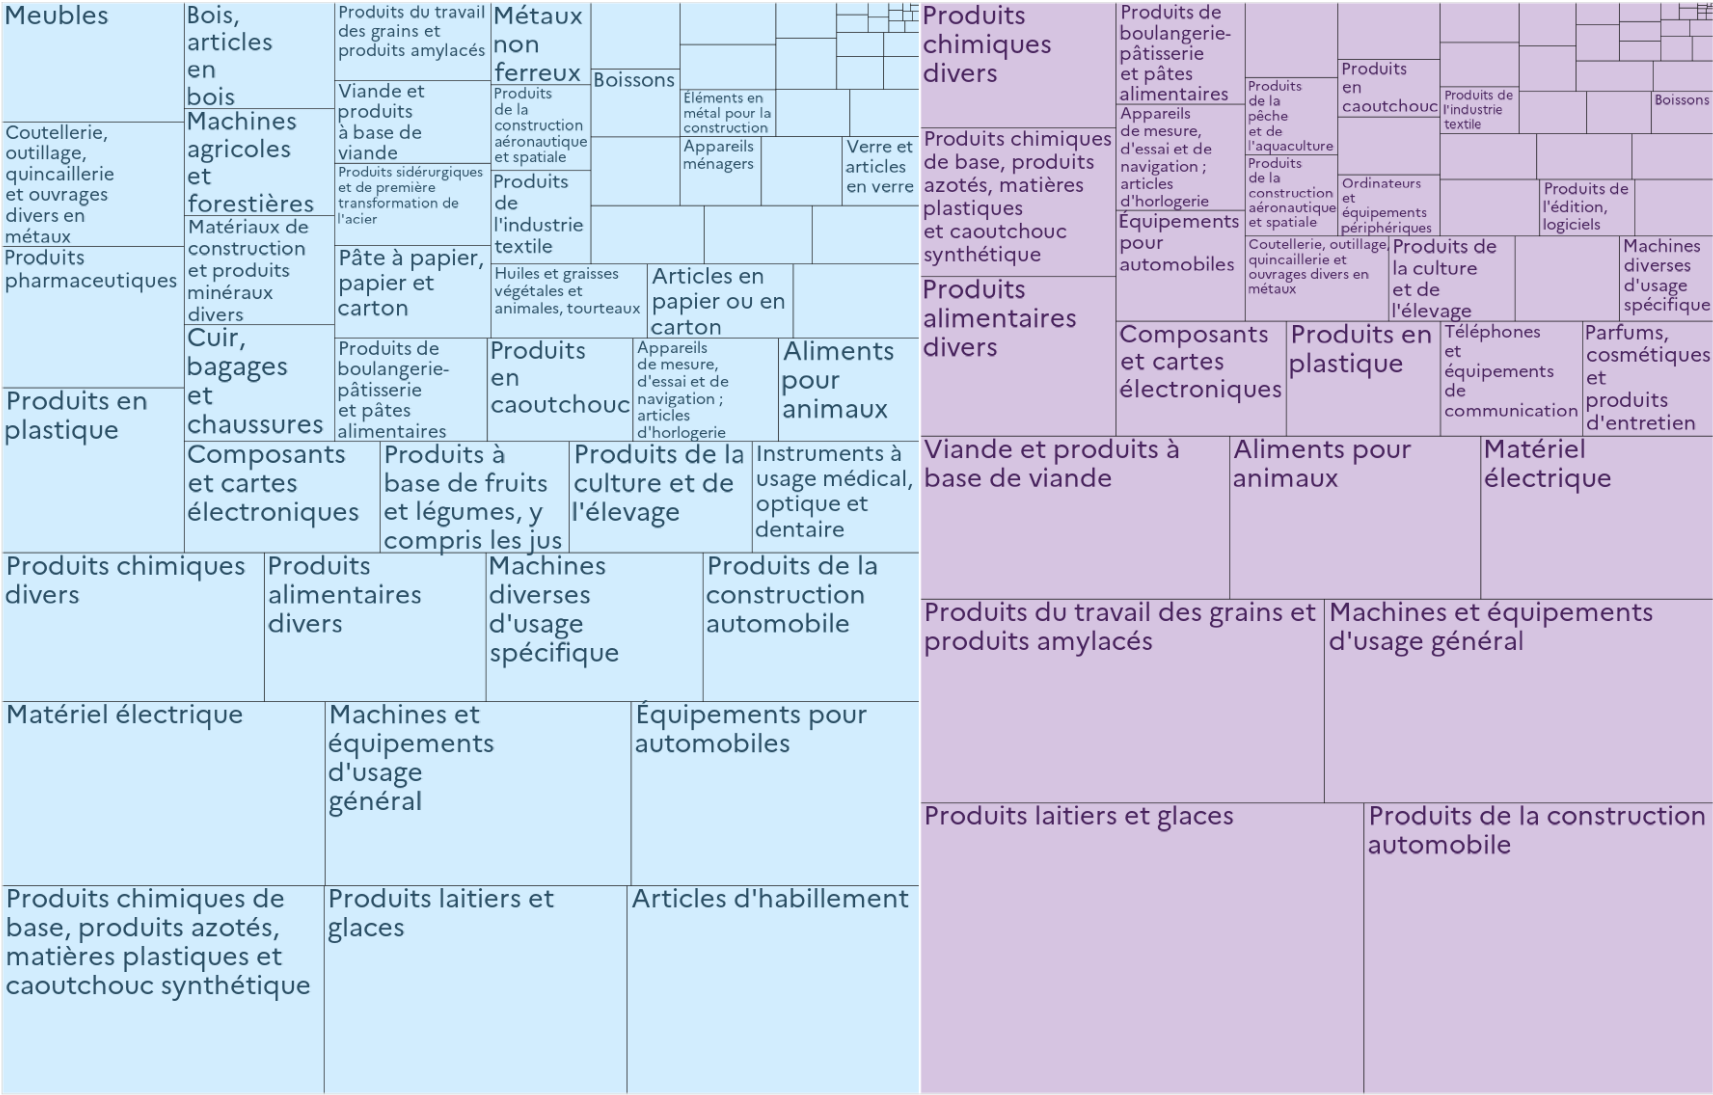 Meubles
Coutellerie,
outillage,
quincaillerie
et ouvrages
divers en
métaux
Produits
pharmaceutiques
Produits en
plastique
Bois,
articles
en
bois
Machines
agricoles
et
forestières
Matériaux de
construction
et produits
minéraux
divers
Cuir,
bagages
et
chaussures
Produits du travail
des grains et
produits amylacés
Viande et
produits
à base de
viande
Produits sidérurgiques
et de première
transformation de
l'acier
Pâte à papier,
papier et
carton
Produits de
boulangerie-
pâtisserie
et pâtes
alimentaires
Métaux
non
ferreux
Produits
de la
construction
aéronautique
et spatiale
Produits
de
l'industrie
textile
Huiles et graisses
végétales et
animales, tourteaux
Articles en
papier ou en
carton
Produits
en
caoutchouc
Appareils
de mesure,
d'essai et de
navigation ;
articles
d'horlogerie
Aliments
pour
animaux
Boissons
Éléments en
métal pour la
construction
Appareils
ménagers
Verre et
articles
en verre
Composants
et cartes
électroniques
Produits à
base de fruits
et légumes, y
compris les jus
Produits de la
culture et de
l'élevage
Instruments à
usage médical,
optique et
dentaire
Produits chimiques
divers
Produits
alimentaires
divers
Machines
diverses
d'usage
spécifique
Produits de la
construction
automobile
Matériel électrique
Machines et
équipements
d'usage
général
Équipements pour
automobiles
Produits chimiques de
base, produits azotés,
matières plastiques et
caoutchouc synthétique
Produits laitiers et
glaces
Articles d'habillement
Produits
chimiques
divers
Produits chimiques
de base, produits
azotés, matières
plastiques
et caoutchouc
synthétique
Produits
alimentaires
divers
Produits de
boulangerie-
pâtisserie
et pâtes
alimentaires
Appareils
de mesure,
d'essai et de
navigation ;
articles
d'horlogerie
Équipements
pour
automobiles
Produits
de la
pêche
et de
l'aquaculture
Produits
de la
construction
aéronautique
et spatiale
Produits
en
caoutchouc
Ordinateurs
et
équipements
périphériques
Produits de
l'industrie
textile
Boissons
Produits de
l'édition,
logiciels
Coutellerie, outillage,
quincaillerie et
ouvrages divers en
métaux
Produits de
la culture
et de
l'élevage
Machines
diverses
d'usage
spécifique
Composants
et cartes
électroniques
Produits en
plastique
Téléphones
et
équipements
de
communication
Parfums,
cosmétiques
et
produits
d'entretien
Viande et produits à
base de viande
Aliments pour
animaux
Matériel
électrique
Produits du travail des grains et
produits amylacés
Machines et équipements
d'usage général
Produits laitiers et glaces
Produits de la construction
automobile